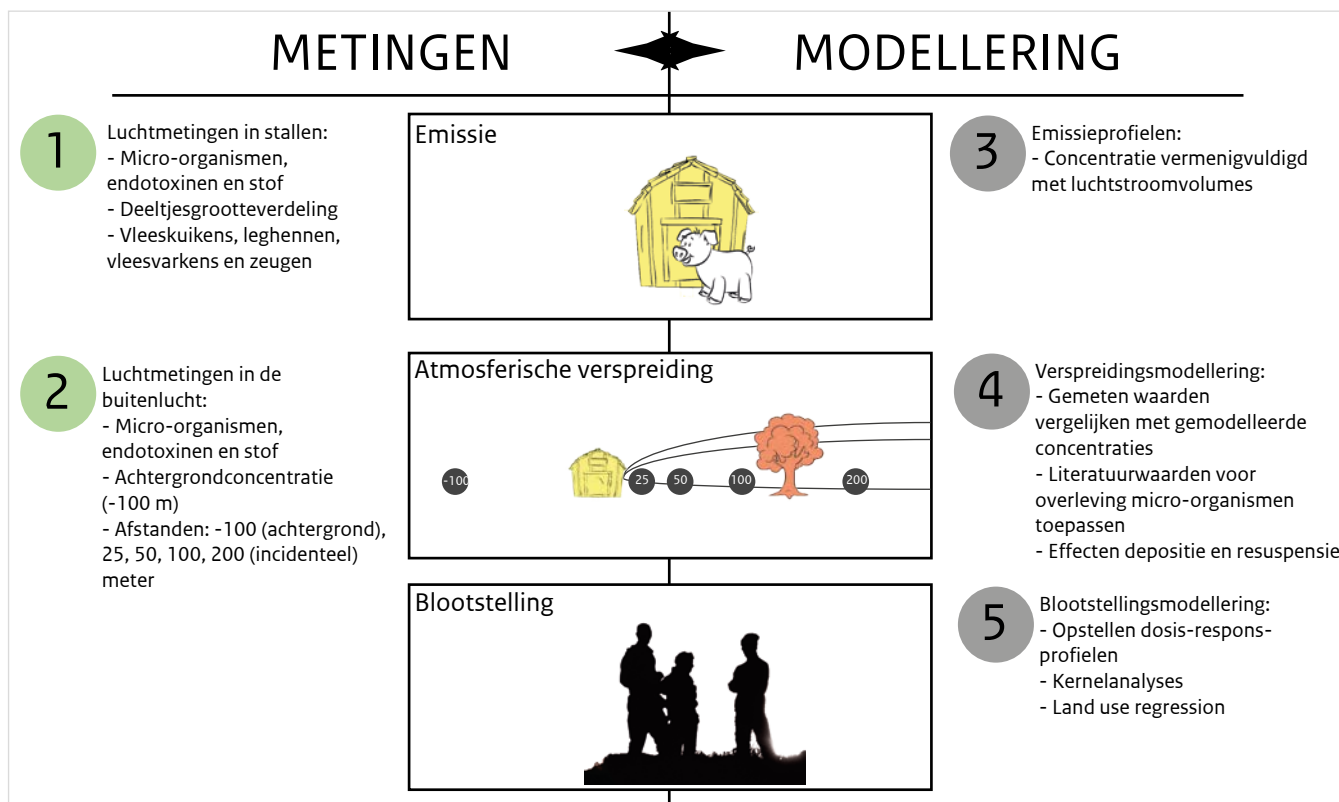 METINGEN
MODELLERING
1
Luchtmetingen in stallen:
- Micro-organismen,
endotoxinen en stof
- Deeltjesgrootteverdeling
- Vleeskuikens, leghennen,
vleesvarkens en zeugen
Emissie
3
Emissieprofielen:
- Concentratie vermenigvuldigd
met luchtstroomvolumes
2
Luchtmetingen in de
buitenlucht:
- Micro-organismen,
endotoxinen en stof
- Achtergrondconcentratie
(-100 m)
- Afstanden: -100 (achtergrond),
25, 50, 100, 200 (incidenteel)
meter
Atmosferische verspreiding
-100
25
50
100
200
4
Verspreidingsmodellering:
- Gemeten waarden
vergelijken met gemodelleerde
concentraties
- Literatuurwaarden voor
overleving micro-organismen
toepassen
- Effecten depositie en resuspensie
Blootstelling
5
Blootstellingsmodellering:
- Opstellen dosis-respons-
profielen
- Kernelanalyses
- Land use regression